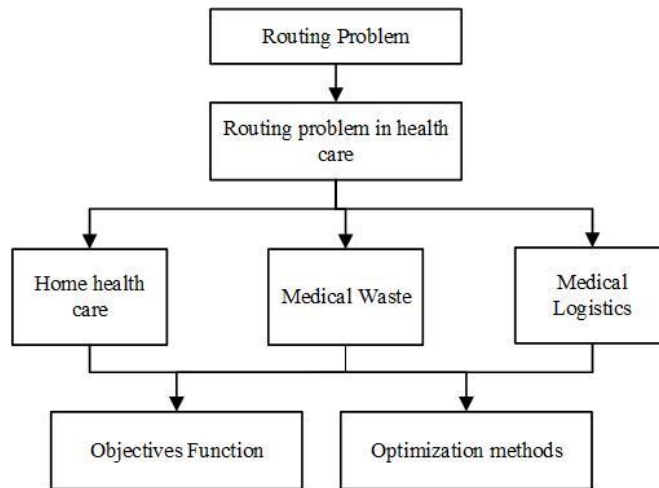 Routing Problem
Routing problem in health
care
Home health
care
Medical Waste
Medical
Logistics
Objectives Function
Optimization methods